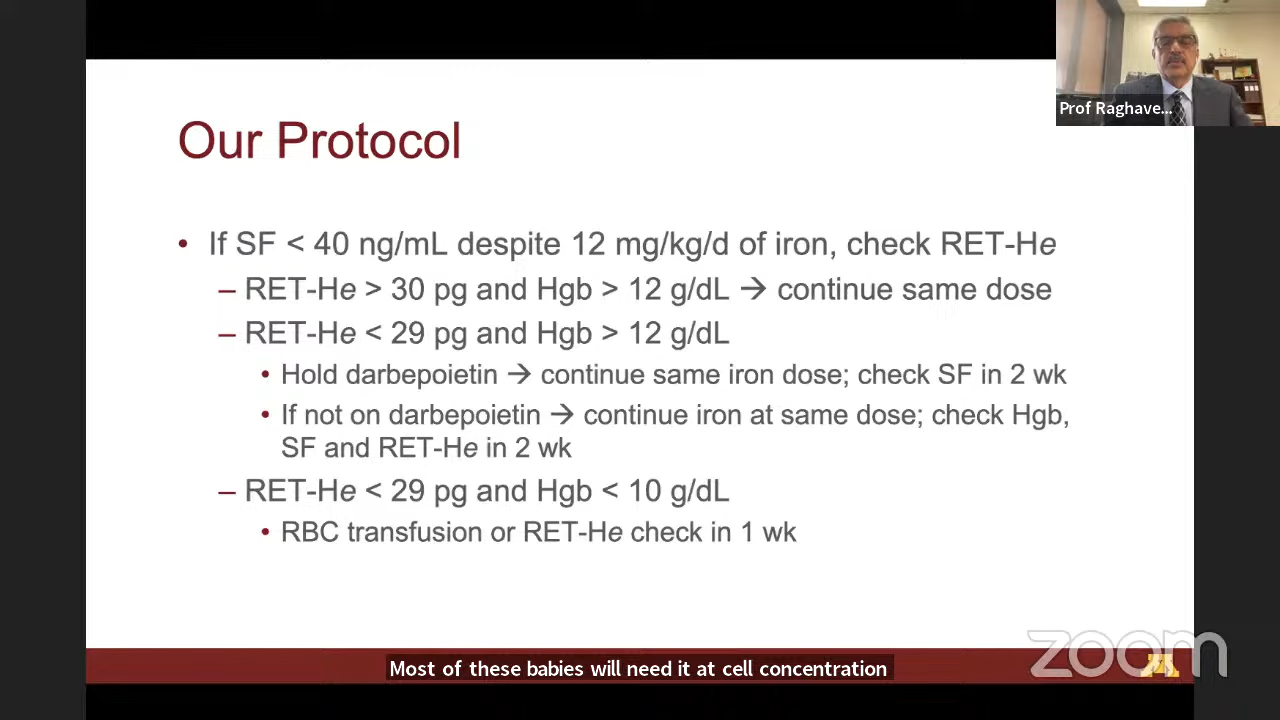 Prof Raghave...
Our Protocol
• If SF < 40 ng/mL despite 12 mg/kg/d of iron, check RET-He
– RET-He > 30 pg and Hgb > 12 g/dL → continue same dose
– RET-He < 29 pg and Hgb > 12 g/dL
• Hold darbepoietin → continue same iron dose; check SF in 2 wk
• If not on darbepoietin → continue iron at same dose; check Hgb,
SF and RET-He in 2 wk
– RET-He < 29 pg and Hgb < 10 g/dL
• RBC transfusion or RET-He check in 1 wk
zoom
Most of these babies will need it at cell concentration